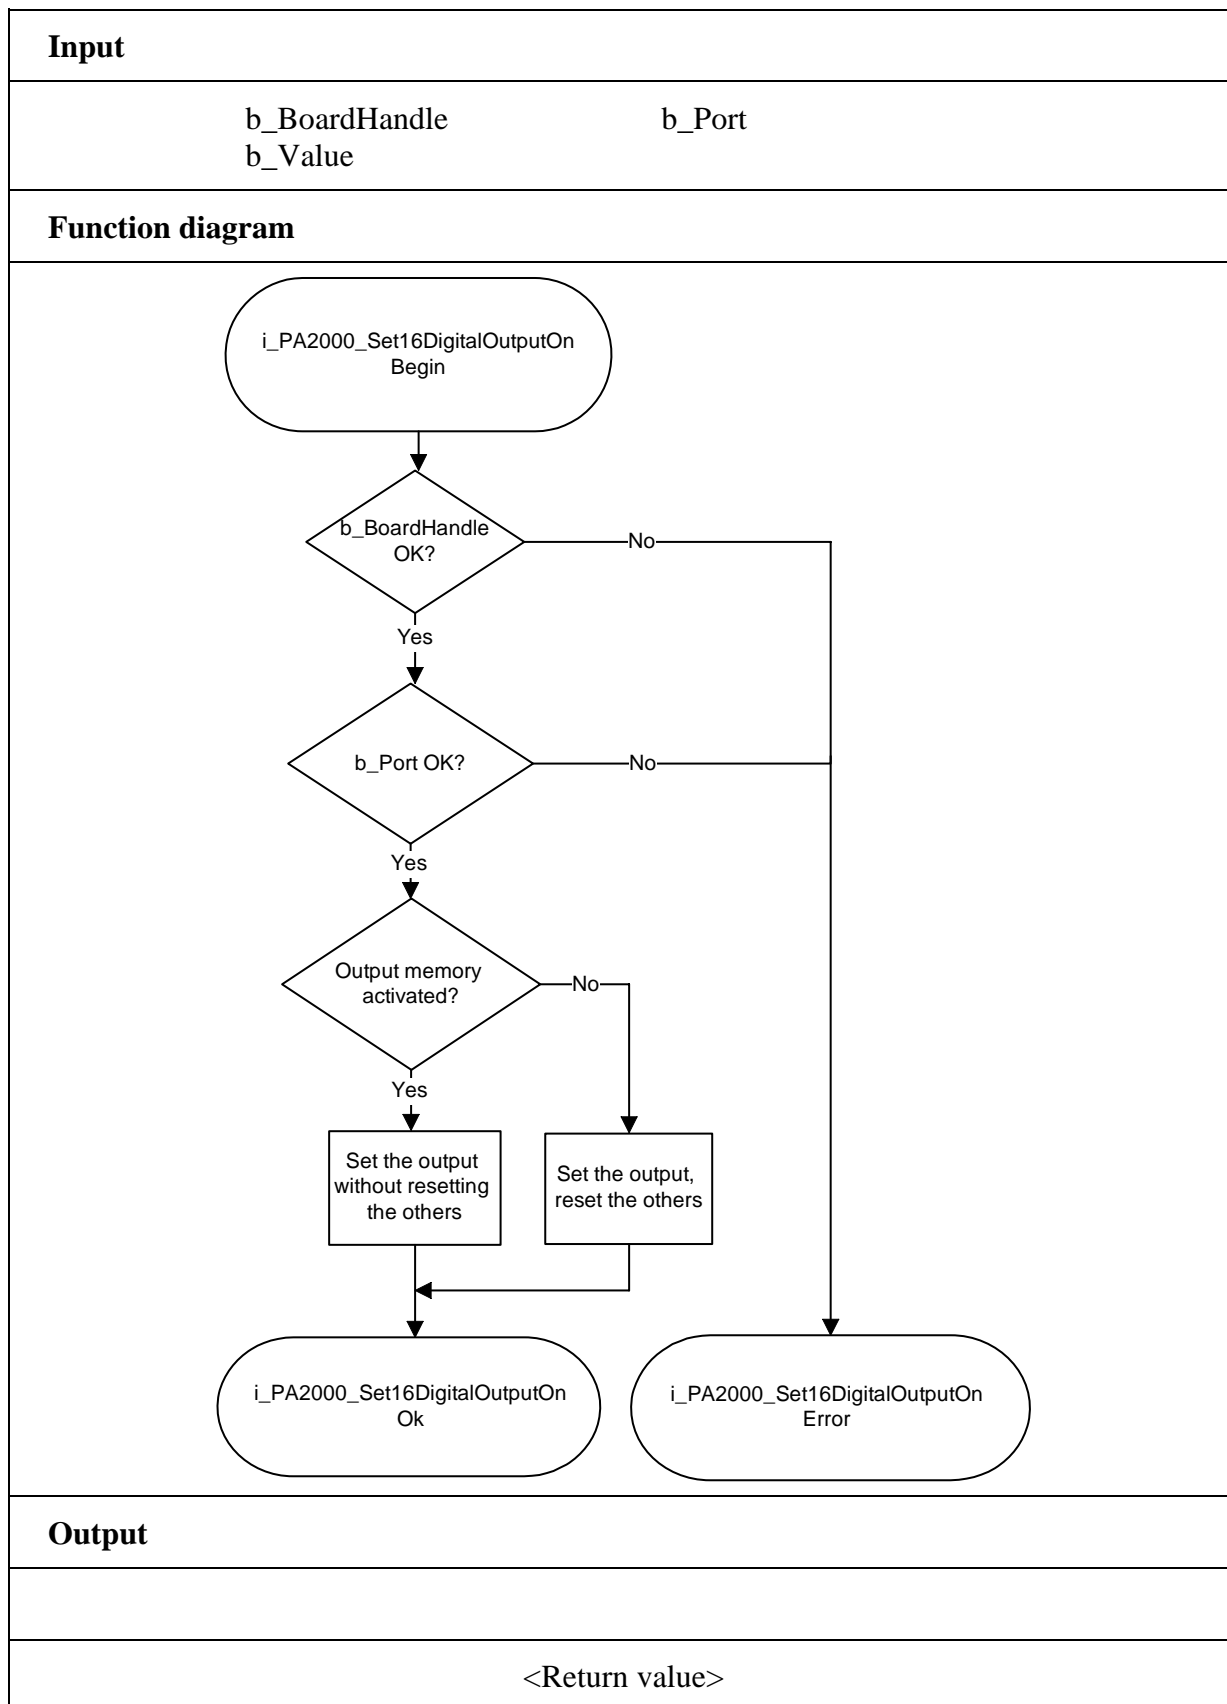 Input
b_BoardHandle b_Port
b_Value
Function diagram
i_PA2000_Set16DigitalOutputOn
Begin
b_BoardHandle
OK?
No
Yes
b_Port OK?
No
Yes
Output memory
activated?
No
Yes
Set the output
without resetting
the others
Set the output,
reset the others
i_PA2000_Set16DigitalOutputOn
Ok
i_PA2000_Set16DigitalOutputOn
Error
Output
<Return value>